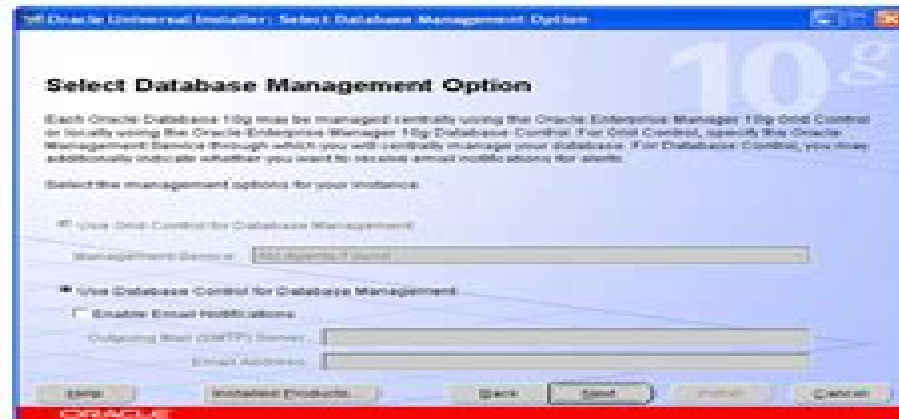 Oracle Universal Installer: Select Database Management Option
10g
Select Database Management Option
Each Oracle Database 10g may be managed centrally using the Oracle Enterprise Manager 10g Grid Control
or locally using the Oracle Enterprise Manager 10g Database Control. For Grid Control, specify the Oracle
Management Service through which you will centrally manage your database. For Database Control, you may
additionally indicate whether you want to receive email notifications for alerts.
Select the management options for your instance.
Use Grid Control for Database Management
Management Service No Agents Found
Use Database Control for Database Management
Enable Email Notifications
Outgoing Mail (SMTP) Server
Email Address
Help Installed Products... Back Next Install Cancel
ORACLE